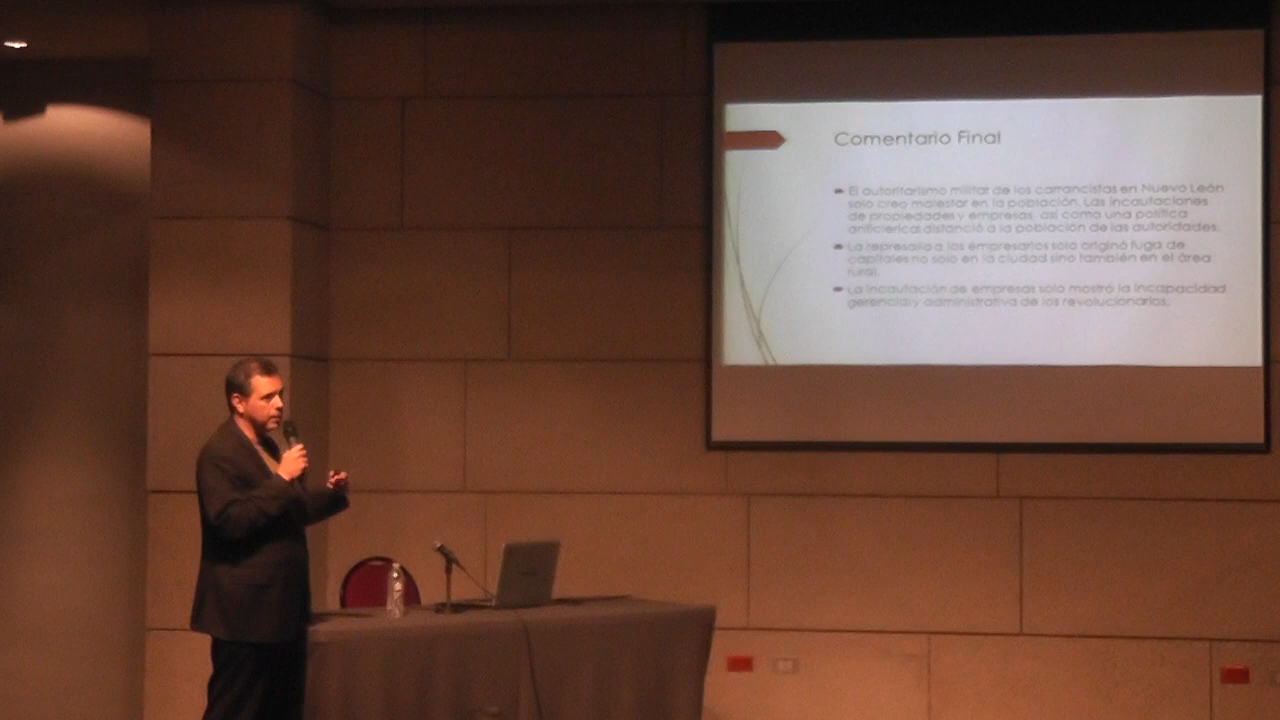 Comentario Final
El autoritarismo militar de los carrancistas en Nuevo León
solo creo malestar en la población. Las incautaciones
de propiedades y empresas, así como una política
anticlerical distanció a la población de las autoridades.
La represalia a los empresarios solo originó fuga de
capitales no solo en la ciudad sino también en el área
rural.
La incautación de empresas solo mostró la incapacidad
gerencial y administrativa de los revolucionarios.